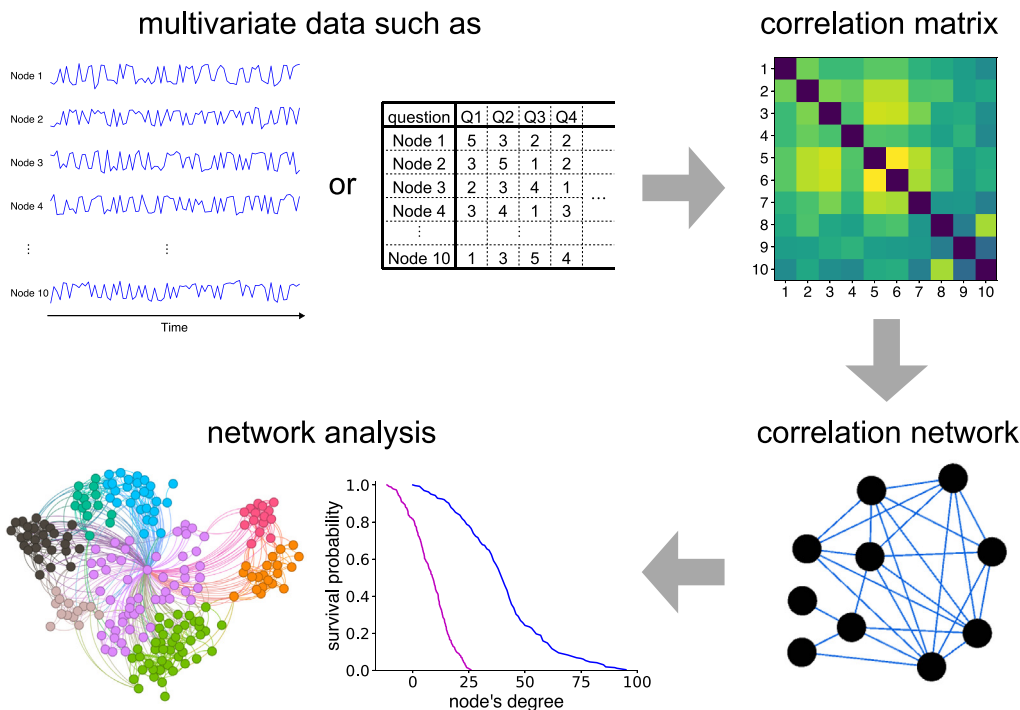 multivariate data such as
Node 1
Node 2
Node 3
Node 4
⋮ ⋮
Node 10
Time
or
question Q1 Q2 Q3 Q4
Node 1 5 3 2 2
Node 2 3 5 1 2
Node 3 2 3 4 1
Node 4 3 4 1 3
...
⋮ ⋮
Node 10 1 3 5 4
correlation matrix
1
2
3
4
5
6
7
8
9
10
1 2 3 4 5 6 7 8 9 10
network analysis
1.0
0.8
0.6
0.4
0.2
0.0
survival probability
0 25 50 75 100
node's degree
correlation network